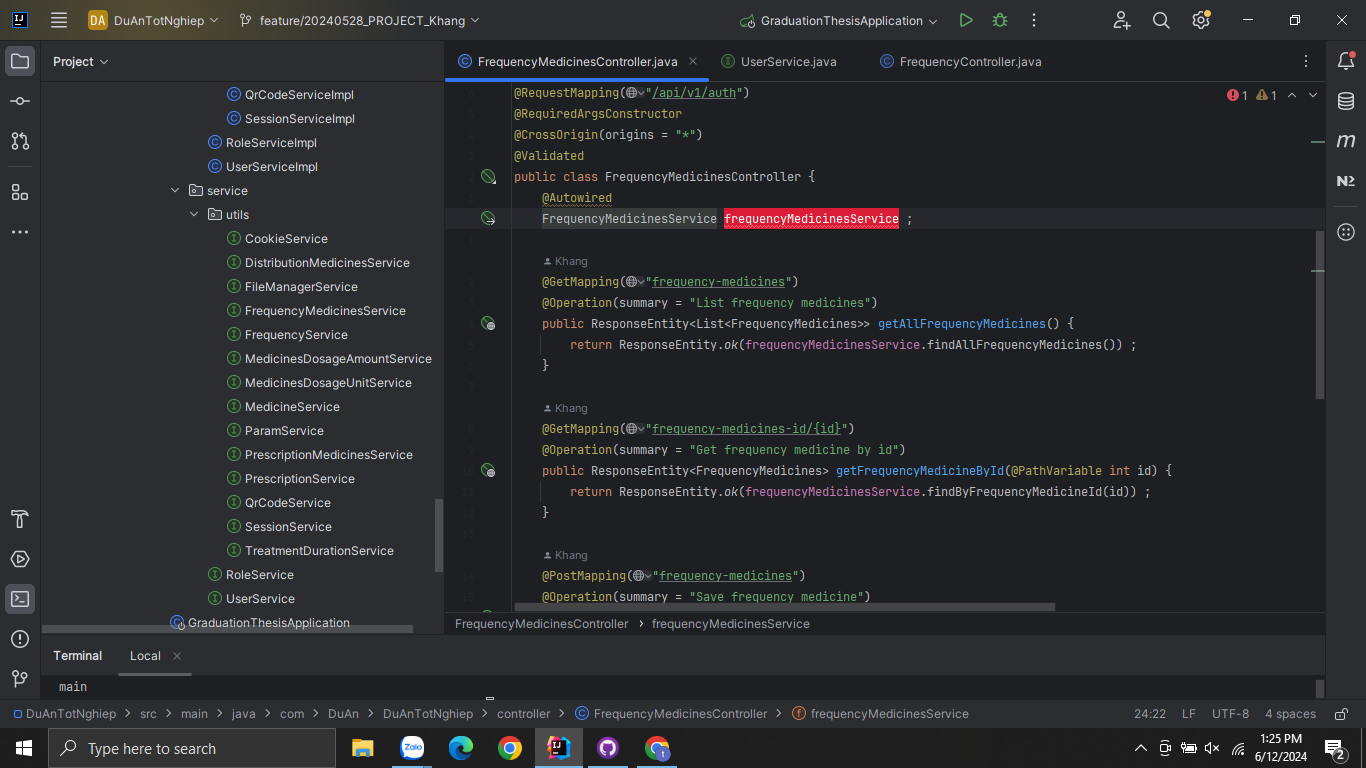 DA DuAnTotNghiep feature/20240528_PROJECT_Khang GraduationThesisApplication
Project
FrequencyMedicinesController.java UserService.java FrequencyController.java
QrCodeServiceImpl
SessionServiceImpl
RoleServiceImpl
UserServiceImpl
service
utils
CookieService
DistributionMedicinesService
FileManagerService
FrequencyMedicinesService
FrequencyService
MedicinesDosageAmountService
MedicinesDosageUnitService
MedicineService
ParamService
PrescriptionMedicinesService
PrescriptionService
QrCodeService
SessionService
TreatmentDurationService
RoleService
UserService
GraduationThesisApplication
1 1
@RequestMapping("/api/v1/auth")
@RequiredArgsConstructor
@CrossOrigin(origins = "*")
@Validated
public class FrequencyMedicinesController {
@Autowired
FrequencyMedicinesService frequencyMedicinesService ;
Khang
@GetMapping("frequency-medicines")
@Operation(summary = "List frequency medicines")
public ResponseEntity<List<FrequencyMedicines>> getAllFrequencyMedicines() {
return ResponseEntity.ok(frequencyMedicinesService.findAllFrequencyMedicines()) ;
}
Khang
@GetMapping("frequency-medicines-id/{id}")
@Operation(summary = "Get frequency medicine by id")
public ResponseEntity<FrequencyMedicines> getFrequencyMedicineById(@PathVariable int id) {
return ResponseEntity.ok(frequencyMedicinesService.findByFrequencyMedicineId(id)) ;
}
Khang
@PostMapping("frequency-medicines")
@Operation(summary = "Save frequency medicine")
FrequencyMedicinesController > frequencyMedicinesService
Terminal Local
main
DuAnTotNghiep > src > main > java > com > DuAn > DuAnTotNghiep > controller > FrequencyMedicinesController > frequencyMedicinesService 24:22 LF UTF-8 4 spaces
Type here to search
1:25 PM
6/12/2024
2